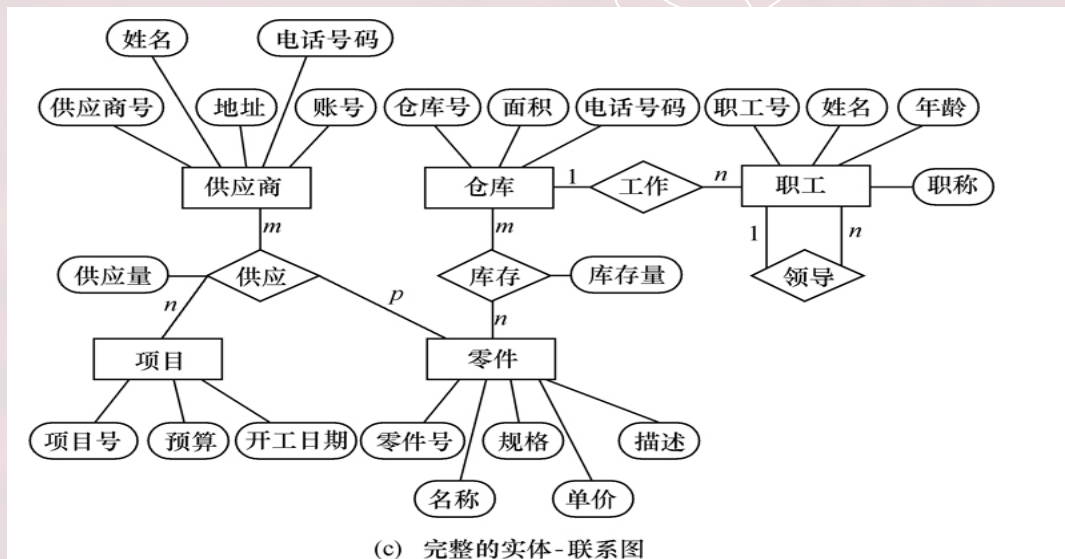 姓名 电话号码
供应商号 地址 账号 仓库号 面积 电话号码 职工号 姓名 年龄
供应商 仓库 1 工作 n 职工 职称
m m 1 n
供应量 供应 库存 库存量 领导
n p n
项目 零件
项目号 预算 开工日期 零件号 规格 描述
名称 单价
(c) 完整的实体-联系图